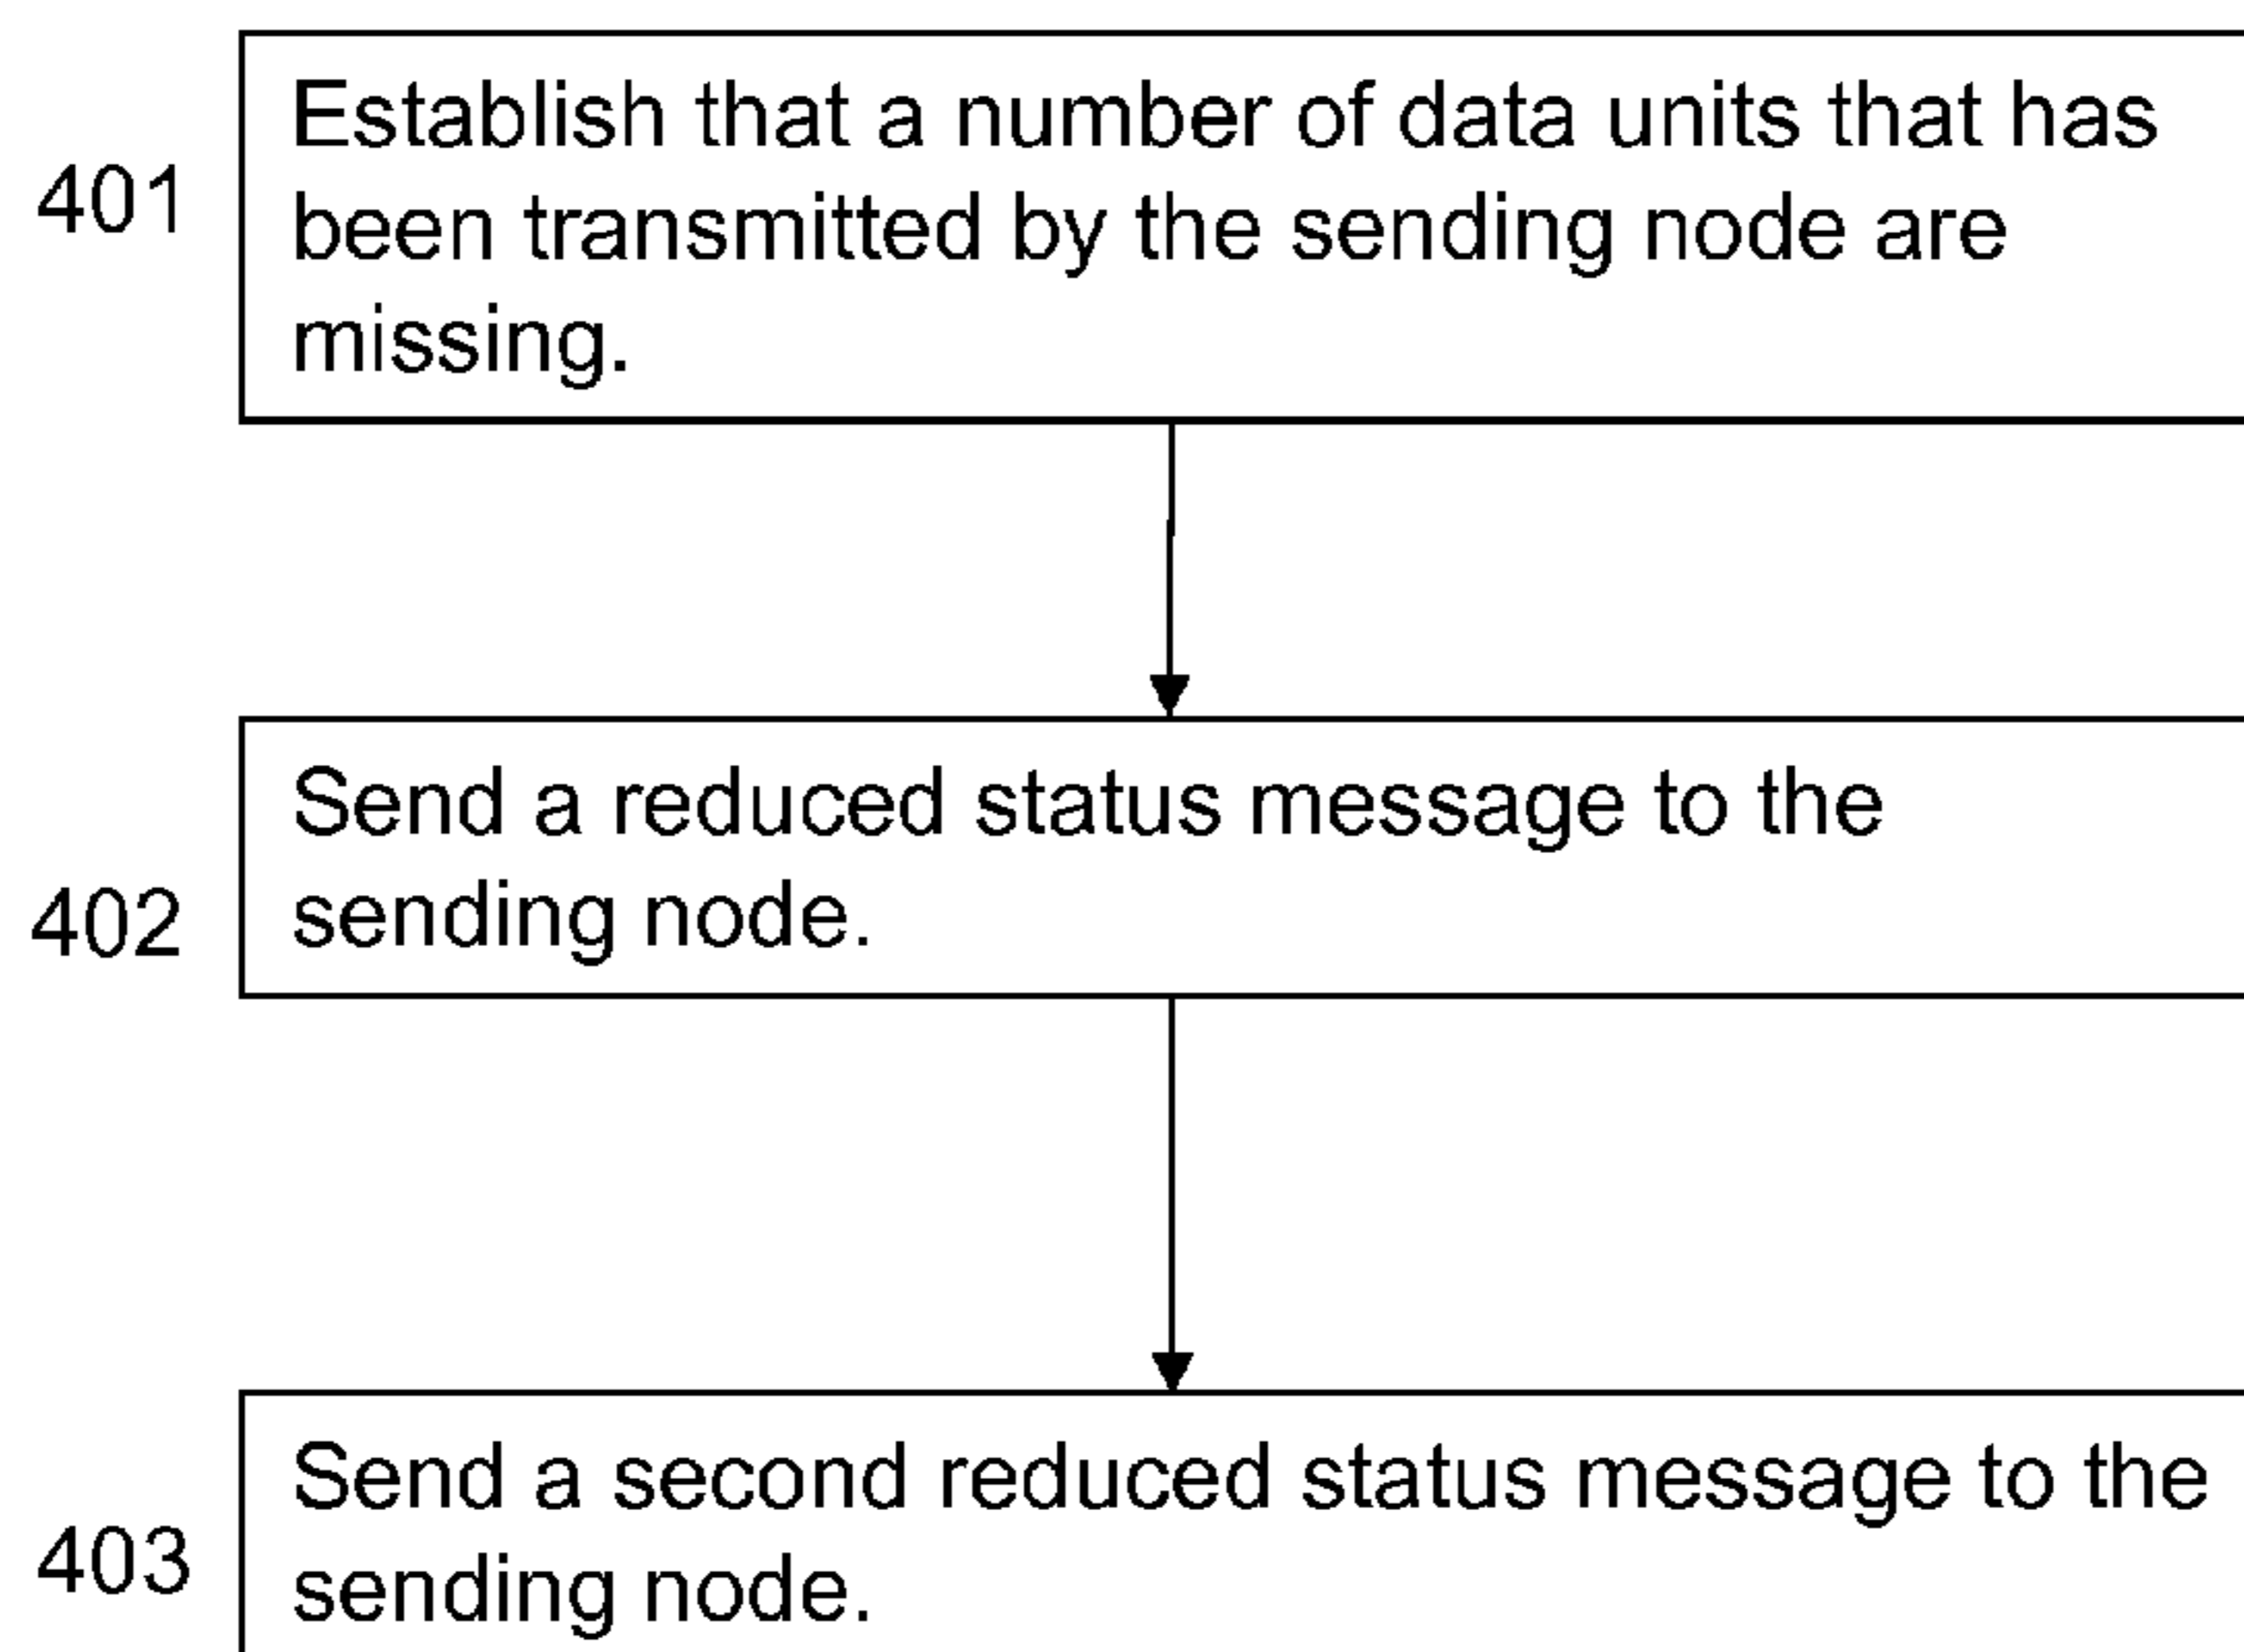 401
Establish that a number of data units that has
been transmitted by the sending node are
missing.
402
Send a reduced status message to the
sending node.
403
Send a second reduced status message to the
sending node.